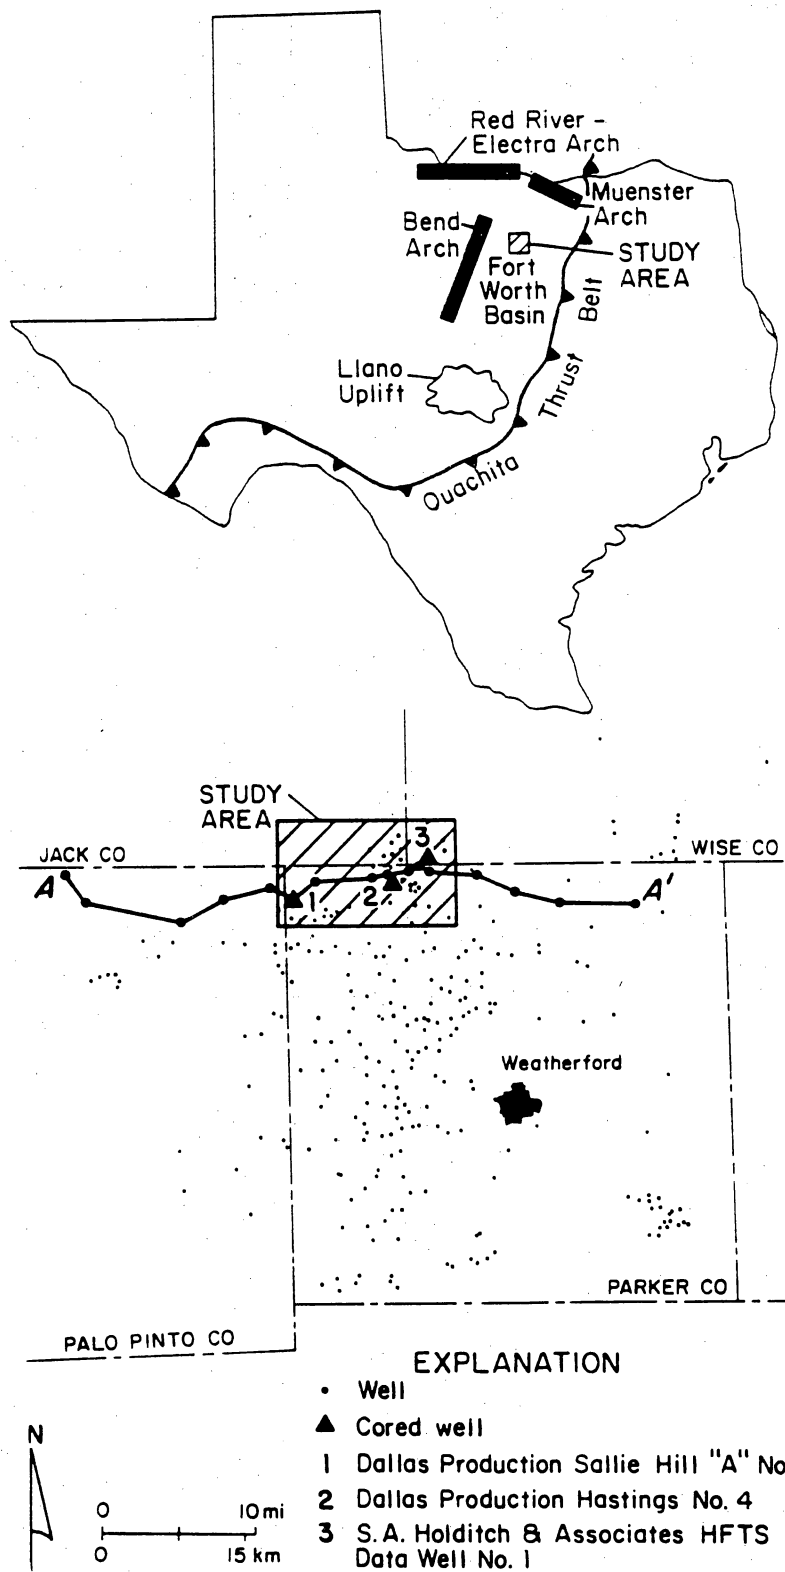 Red River -
Electra Arch
Muenster
Arch
Bend
Arch
STUDY
AREA
Fort
Worth
Basin
Belt
Thrust
Ouachita
Llano
Uplift
STUDY
AREA
JACK CO
WISE CO
3
A
1
2
A'
Weatherford
PARKER CO
PALO PINTO CO
EXPLANATION
Well
Cored well
1 Dallas Production Sallie Hill "A" No
2 Dallas Production Hastings No. 4
3 S.A. Holditch & Associates HFTS
Data Well No. 1
N
0 10 mi
0 15 km